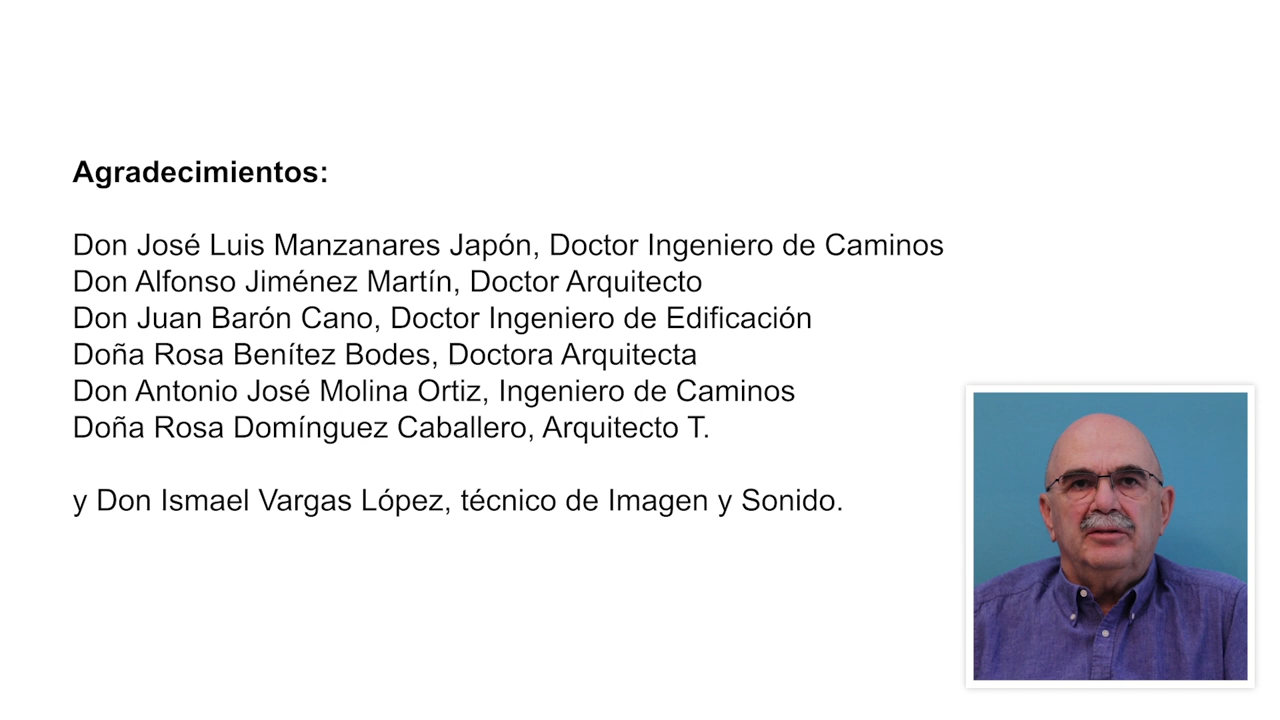 Agradecimientos:
Don José Luis Manzanares Japón, Doctor Ingeniero de Caminos
Don Alfonso Jiménez Martín, Doctor Arquitecto
Don Juan Barón Cano, Doctor Ingeniero de Edificación
Doña Rosa Benítez Bodes, Doctora Arquitecta
Don Antonio José Molina Ortiz, Ingeniero de Caminos
Doña Rosa Domínguez Caballero, Arquitecto T.
y Don Ismael Vargas López, técnico de Imagen y Sonido.